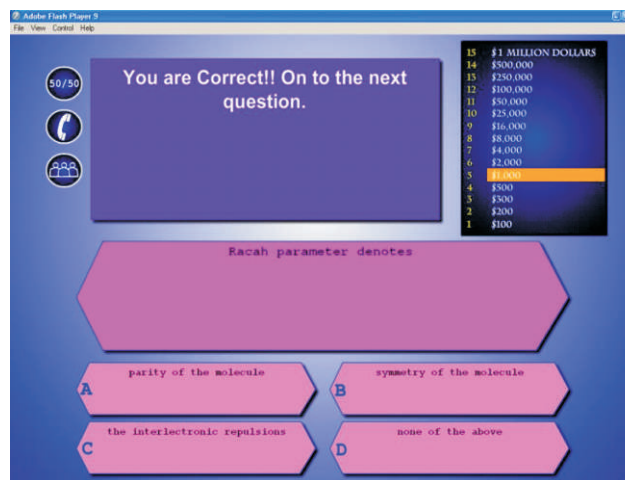 Adobe Flash Player 9
File View Control Help
50/50
You are Correct!! On to the next
question.
15 $1 MILLION DOLLARS
14 $500,000
13 $250,000
12 $100,000
11 $50,000
10 $25,000
9 $16,000
8 $8,000
7 $4,000
6 $2,000
5 $1,000
4 $500
3 $300
2 $200
1 $100
Racah parameter denotes
A parity of the molecule
B symmetry of the molecule
C the interlectronic repulsions
D none of the above